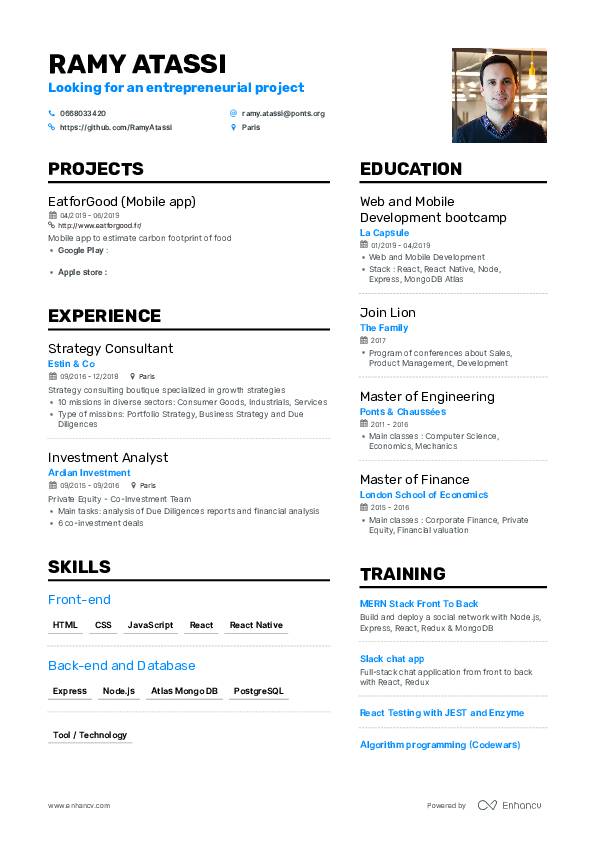 RAMY ATASSI
Looking for an entrepreneurial project
0668033420
ramy.atassi@ponts.org
https://github.com/RamyAtassi
Paris
PROJECTS
EatforGood (Mobile app)
04/2019 - 06/2019
http://www.eatforgood.fr/
Mobile app to estimate carbon footprint of food
• Google Play :
• Apple store :
EXPERIENCE
Strategy Consultant
Estin & Co
09/2016 - 12/2018 Paris
Strategy consulting boutique specialized in growth strategies
• 10 missions in diverse sectors: Consumer Goods, Industrials, Services
• Type of missions: Portfolio Strategy, Business Strategy and Due
Diligences
Investment Analyst
Ardian Investment
09/2015 - 09/2016 Paris
Private Equity - Co-Investment Team
• Main tasks: analysis of Due Diligences reports and financial analysis
• 6 co-investment deals
SKILLS
Front-end
HTML CSS JavaScript React React Native
Back-end and Database
Express Node.js Atlas MongoDB PostgreSQL
Tool / Technology
EDUCATION
Web and Mobile
Development bootcamp
La Capsule
01/2019 - 04/2019
• Web and Mobile Development
• Stack : React, React Native, Node,
Express, MongoDB Atlas
Join Lion
The Family
2017
• Program of conferences about Sales,
Product Management, Development
Master of Engineering
Ponts & Chaussées
2011 - 2016
• Main classes : Computer Science,
Economics, Mechanics
Master of Finance
London School of Economics
2015 - 2016
• Main classes : Corporate Finance, Private
Equity, Financial valuation
TRAINING
MERN Stack Front To Back
Build and deploy a social network with Node.js,
Express, React, Redux & MongoDB
Slack chat app
Full-stack chat application from front to back
with React, Redux
React Testing with JEST and Enzyme
Algorithm programming (Codewars)
www.enhancv.com
Powered by Enhancv